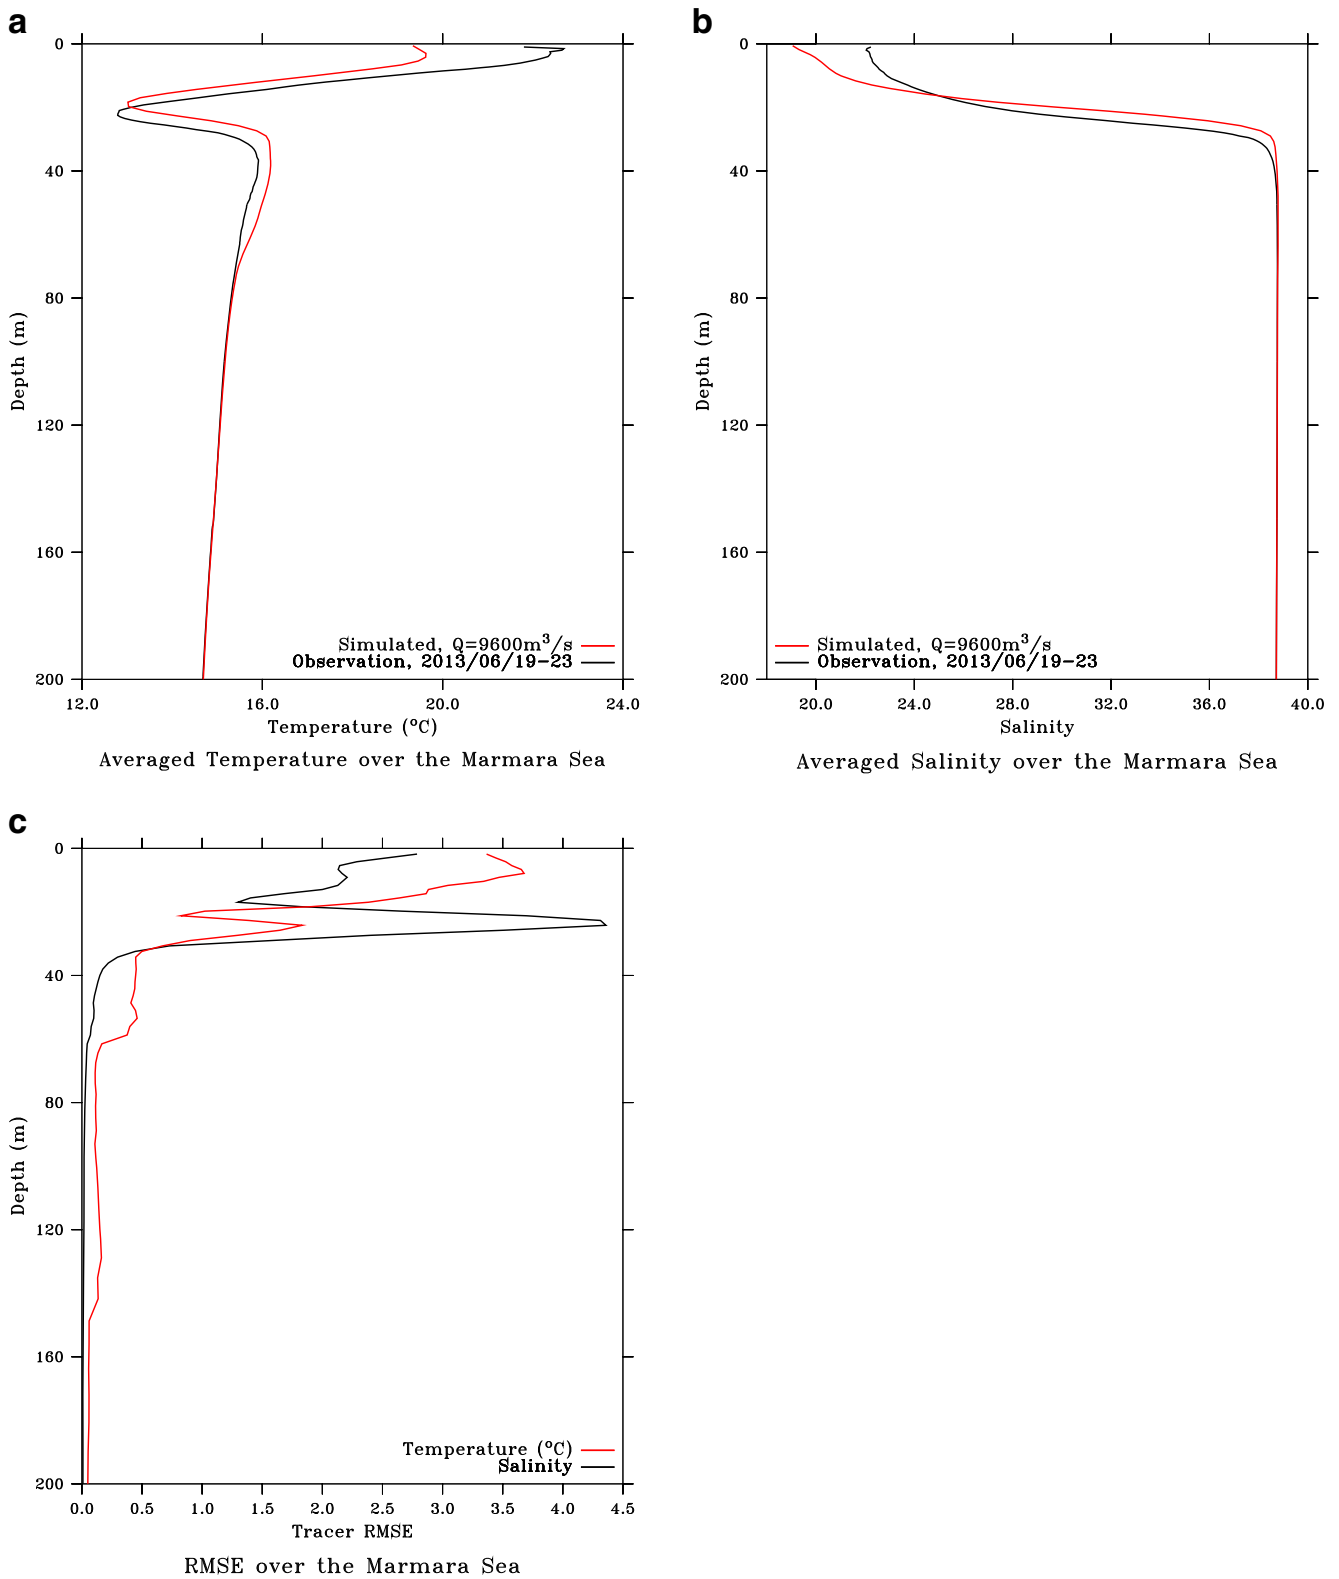 a
0
40
80
120
160
200
Depth (m)
Simulated, Q=9600m³/s
Observation, 2013/06/19-23
12.0 16.0 20.0 24.0
Temperature (°C)
Averaged Temperature over the Marmara Sea
b
0
40
80
120
160
200
Depth (m)
Simulated, Q=9600m³/s
Observation, 2013/06/19-23
20.0 24.0 28.0 32.0 36.0 40.0
Salinity
Averaged Salinity over the Marmara Sea
c
0
40
80
120
160
200
Depth (m)
Temperature (°C)
Salinity
0.0 0.5 1.0 1.5 2.0 2.5 3.0 3.5 4.0 4.5
Tracer RMSE
RMSE over the Marmara Sea